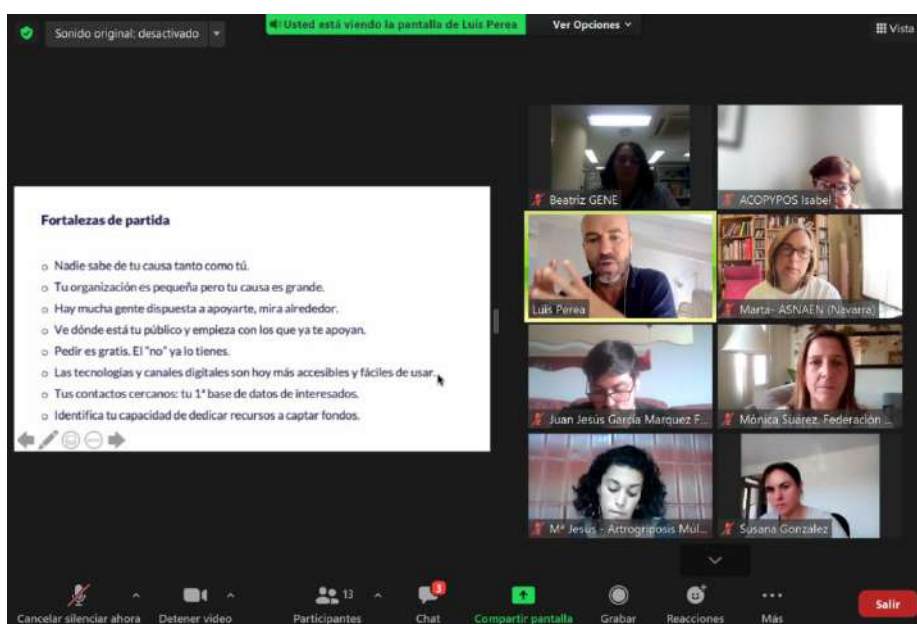 Sonido original: desactivado
Usted está viendo la pantalla de Luis Perea
Ver Opciones
Vista
Fortalezas de partida
Nadie sabe de tu causa tanto como tú.
Tu organización es pequeña pero tu causa es grande.
Hay mucha gente dispuesta a apoyarte, mira alrededor.
Ve dónde está tu público y empieza con los que ya te apoyan.
Pedir es gratis. El "no" ya lo tienes.
Las tecnologías y canales digitales son hoy más accesibles y fáciles de usar.
Tus contactos cercanos: tu 1ª base de datos de interesados.
Identifica tu capacidad de dedicar recursos a captar fondos.
Beatriz GENE
ACOPYPOS Isabel
Luis Perea
Marta- ASNAEN (Navarra)
Juan Jesús García Marquez F...
Mónica Suárez. Federación ...
Mª Jesús - Artrogriposis Múl...
Susana González
13
3
Cancelar silenciar ahora
Detener video
Participantes
Chat
Compartir pantalla
Grabar
Reacciones
Más
Salir